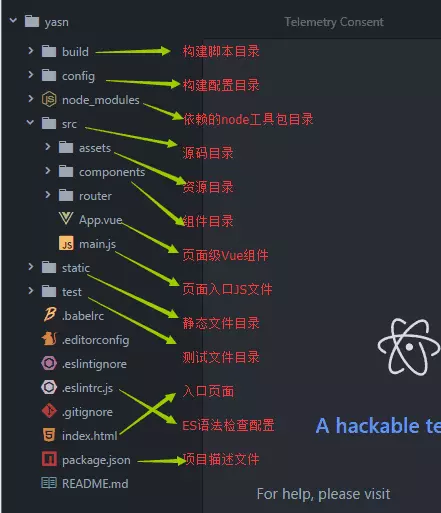 yasn
Telemetry Consent
build
构建脚本目录
config
构建配置目录
node_modules
依赖的node工具包目录
src
源码目录
assets
资源目录
components
组件目录
router
App.vue
页面级Vue组件
JS
main.js
页面入口JS文件
static
静态文件目录
test
测试文件目录
.babelrc
.editorconfig
.eslintignore
入口页面
.eslintrc.js
.gitignore
ES语法检查配置
A hackable te
index.html
package.json
项目描述文件
README.md
For help, please visit